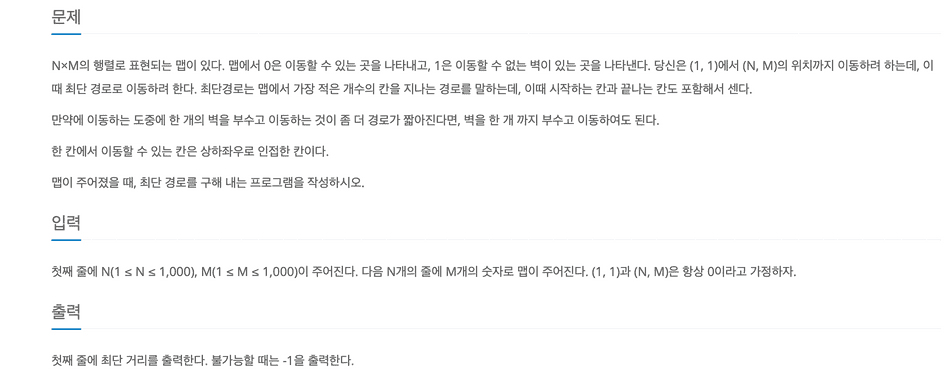 문제
N×M의 행렬로 표현되는 맵이 있다. 맵에서 0은 이동할 수 있는 곳을 나타내고, 1은 이동할 수 없는 벽이 있는 곳을 나타낸다. 당신은 (1, 1)에서 (N, M)의 위치까지 이동하려 하는데, 이
때 최단 경로로 이동하려 한다. 최단경로는 맵에서 가장 적은 개수의 칸을 지나는 경로를 말하는데, 이때 시작하는 칸과 끝나는 칸도 포함해서 센다.
만약에 이동하는 도중에 한 개의 벽을 부수고 이동하는 것이 좀 더 경로가 짧아진다면, 벽을 한 개 까지 부수고 이동하여도 된다.
한 칸에서 이동할 수 있는 칸은 상하좌우로 인접한 칸이다.
맵이 주어졌을 때, 최단 경로를 구해 내는 프로그램을 작성하시오.
입력
첫째 줄에 N(1 ≤ N ≤ 1,000), M(1 ≤ M ≤ 1,000)이 주어진다. 다음 N개의 줄에 M개의 숫자로 맵이 주어진다. (1, 1)과 (N, M)은 항상 0이라고 가정하자.
출력
첫째 줄에 최단 거리를 출력한다. 불가능할 때는 -1을 출력한다.